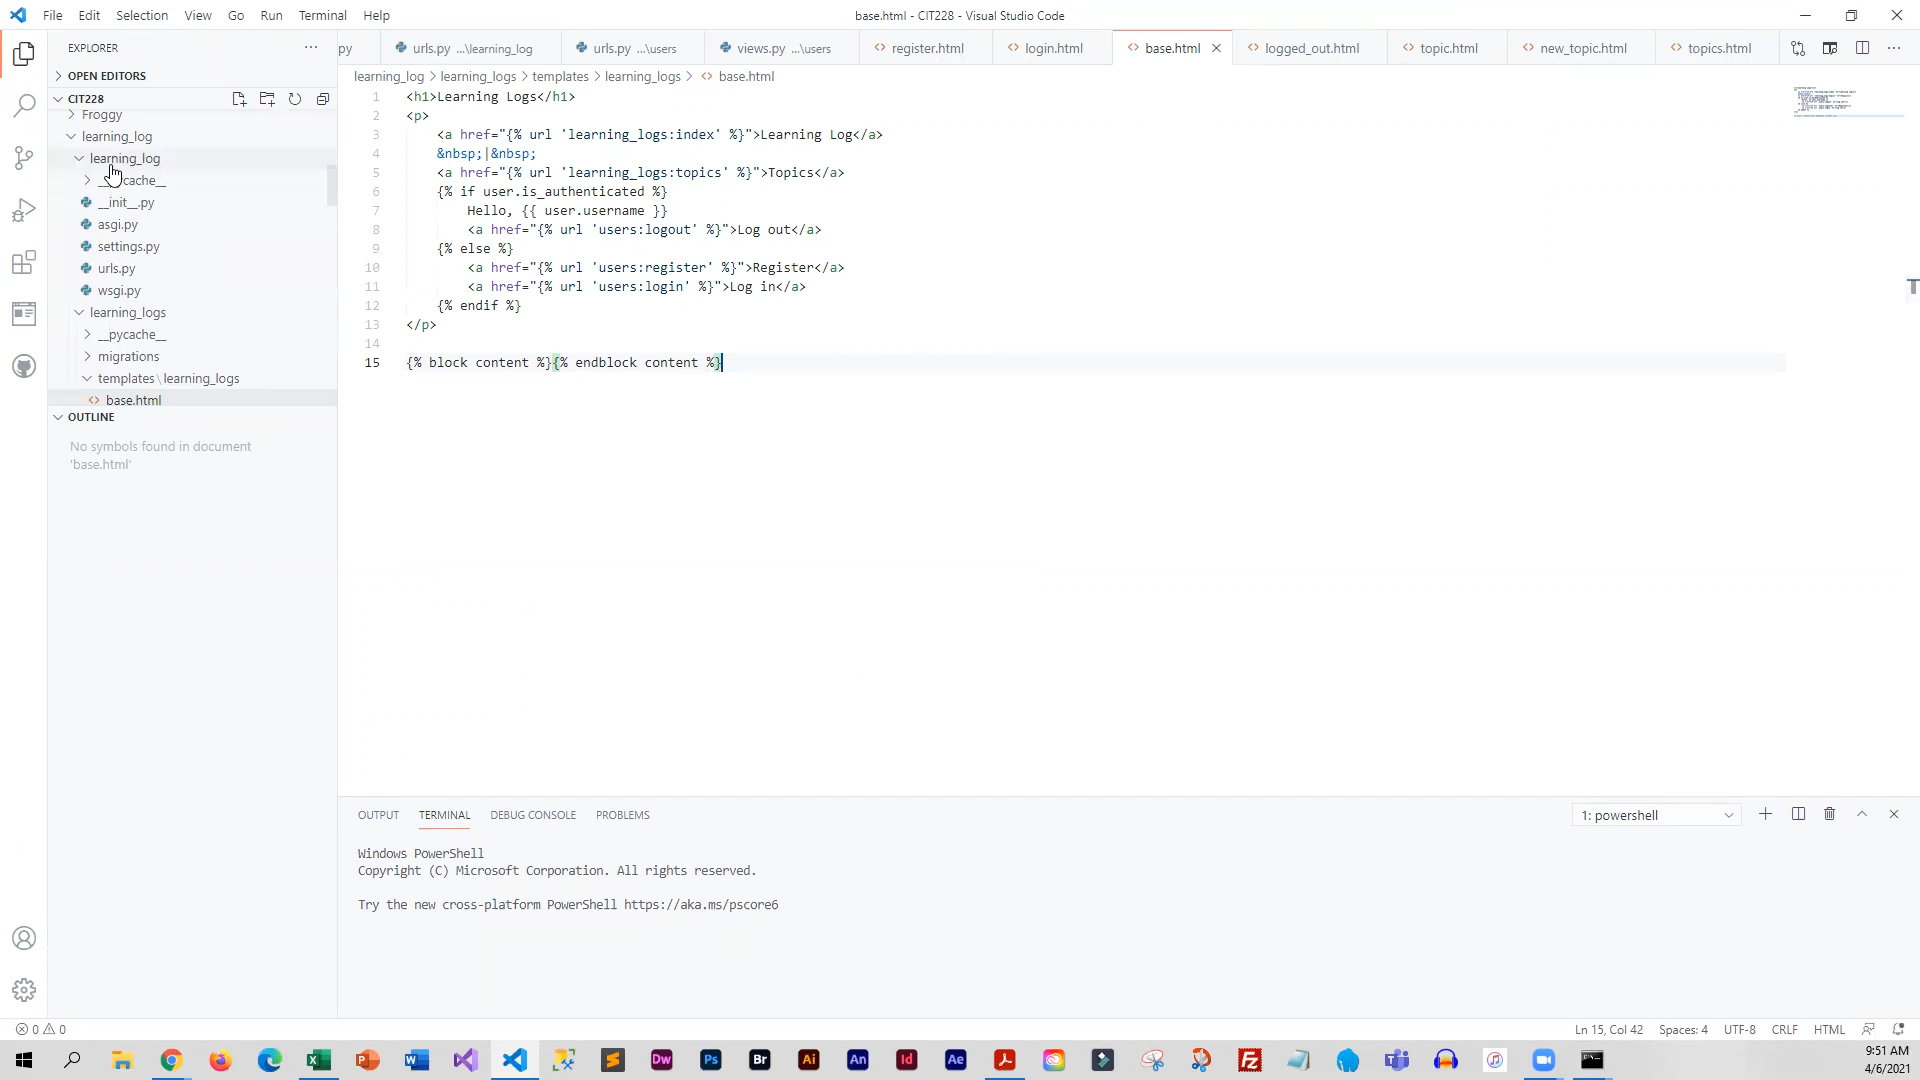 File Edit Selection View Go Run Terminal Help
base.html - CIT228 - Visual Studio Code
EXPLORER
OPEN EDITORS
CIT228
Froggy
learning_log
learning_log
__pycache__
__init__.py
asgi.py
settings.py
urls.py
wsgi.py
learning_logs
__pycache__
migrations
templates\learning_logs
base.html
OUTLINE
No symbols found in document
'base.html'
py urls.py ...\learning_log urls.py ...\users views.py ...\users register.html login.html base.html logged_out.html topic.html new_topic.html topics.html
learning_log > learning_logs > templates > learning_logs > base.html
1 <h1>Learning Logs</h1>
2 <p>
3 <a href="{% url 'learning_logs:index' %}">Learning Log</a>
4 &nbsp;|&nbsp;
5 <a href="{% url 'learning_logs:topics' %}">Topics</a>
6 {% if user.is_authenticated %}
7 Hello, {{ user.username }}
8 <a href="{% url 'users:logout' %}">Log out</a>
9 {% else %}
10 <a href="{% url 'users:register' %}">Register</a>
11 <a href="{% url 'users:login' %}">Log in</a>
12 {% endif %}
13 </p>
14
15 {% block content %}{% endblock content %}
OUTPUT TERMINAL DEBUG CONSOLE PROBLEMS
1: powershell
Windows PowerShell
Copyright (C) Microsoft Corporation. All rights reserved.
Try the new cross-platform PowerShell https://aka.ms/pscore6
0 0
Ln 15, Col 42 Spaces: 4 UTF-8 CRLF HTML
Dw Ps Br Ai An Id Ae Fz
9:51 AM
4/6/2021